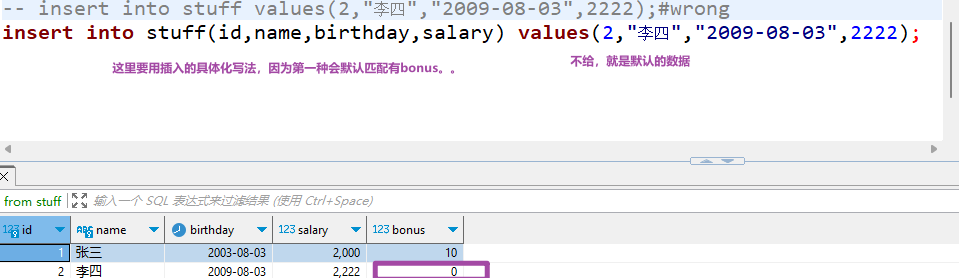 -- insert into stuff values(2,"李四","2009-08-03",2222);#wrong
insert into stuff(id,name,birthday,salary) values(2,"李四","2009-08-03",2222);
这里要用插入的具体化写法，因为第一种会默认匹配有bonus。。
不给，就是默认的数据
from stuff 输入一个 SQL 表达式来过滤结果 (使用 Ctrl+Space)
123 id ABC name birthday 123 salary 123 bonus
1 张三 2003-08-03 2,000 10
2 李四 2009-08-03 2,222 0